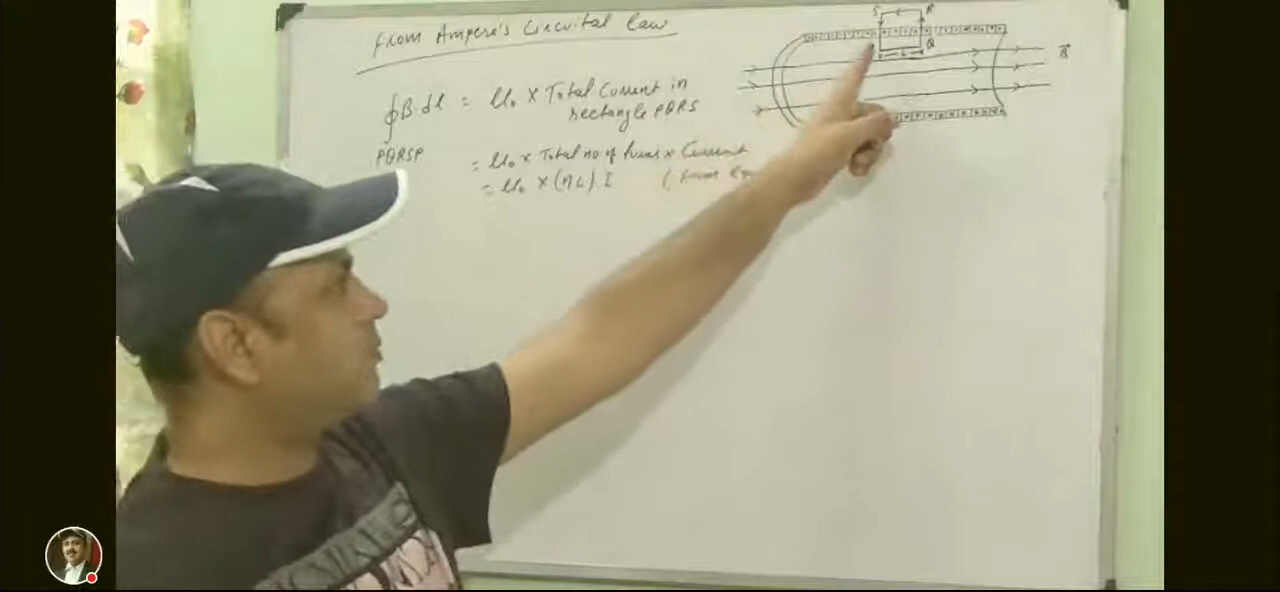 From Ampere's Circuital Law
∮B.dl = μ₀ × Total Current in
rectangle PQRS
PQRSP
= μ₀ × Total no of turns × Current
= μ₀ × (nL) I ( from
S R
Q
L
B